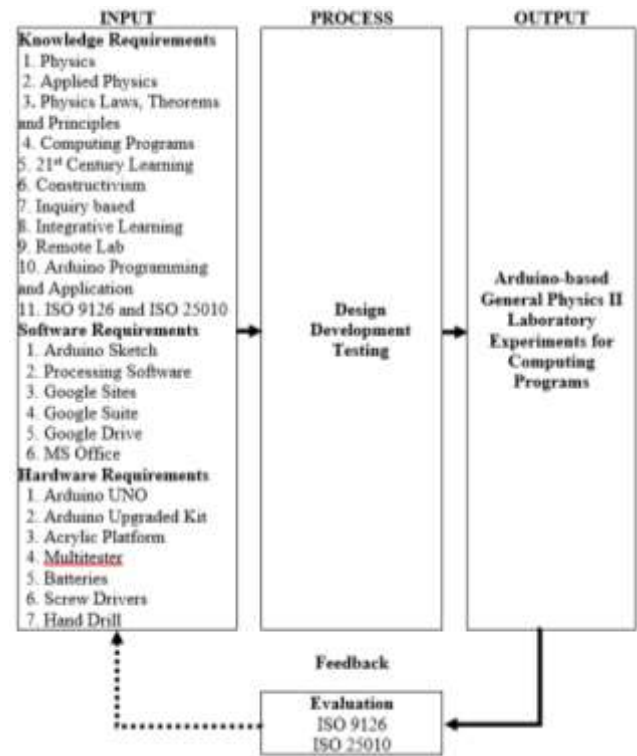 INPUT
Knowledge Requirements
1. Physics
2. Applied Physics
3. Physics Laws, Theorems
and Principles
4. Computing Programs
5. 21st Century Learning
6. Constructivism
7. Inquiry based
8. Integrative Learning
9. Remote Lab
10. Arduino Programming
and Application
11. ISO 9126 and ISO 25010
Software Requirements
1. Arduino Sketch
2. Processing Software
3. Google Sites
4. Google Suite
5. Google Drive
6. MS Office
Hardware Requirements
1. Arduino UNO
2. Arduino Upgraded Kit
3. Acrylic Platform
4. Multitester
5. Batteries
6. Screw Drivers
7. Hand Drill
PROCESS
Design
Development
Testing
OUTPUT
Arduino-based
General Physics II
Laboratory
Experiments for
Computing
Programs
Feedback
Evaluation
ISO 9126
ISO 25010